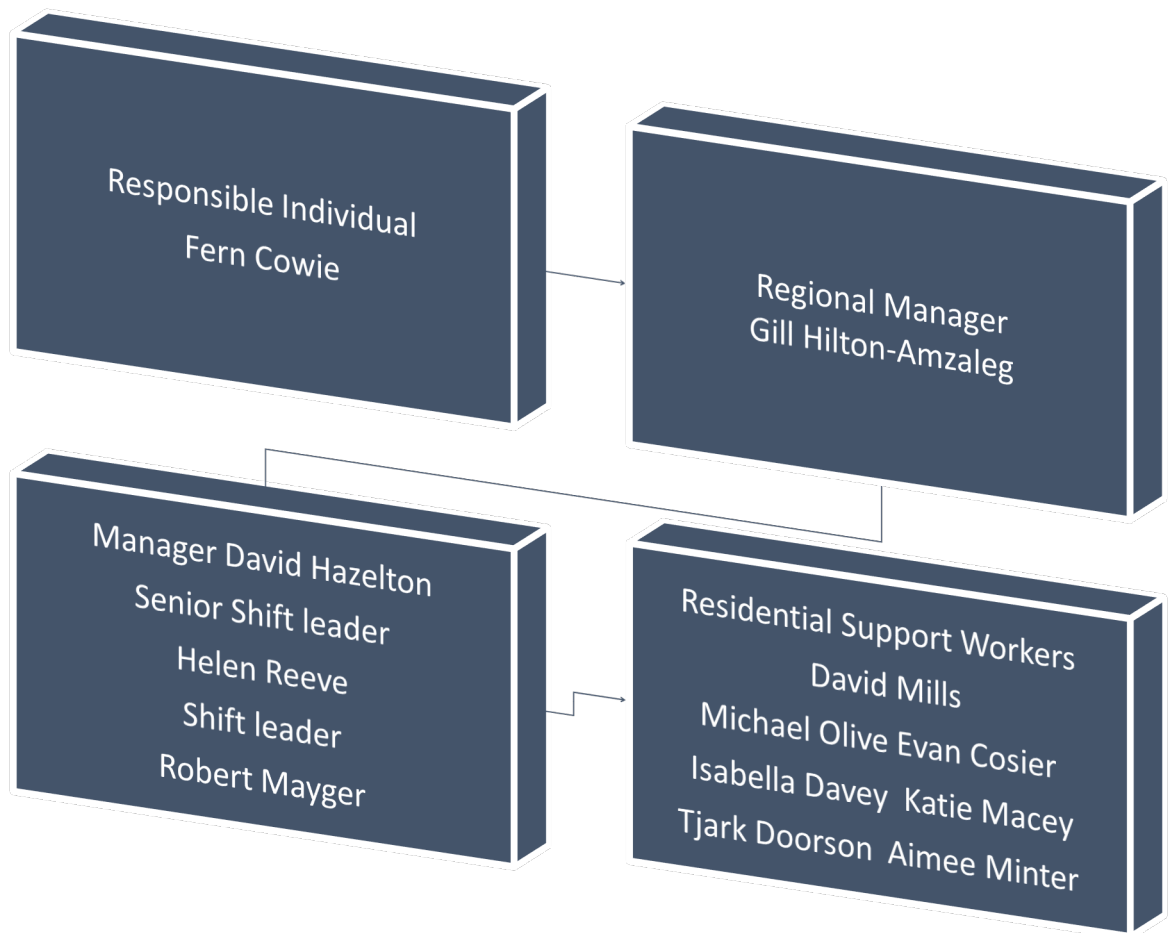 Responsible Individual
Fern Cowie
Regional Manager
Gill Hilton-Amzaleg
Manager David Hazelton
Senior Shift leader
Helen Reeve
Shift leader
Robert Mayger
Residential Support Workers
David Mills
Michael Olive Evan Cosier
Isabella Davey  Katie Macey
Tjark Doorson  Aimee Minter